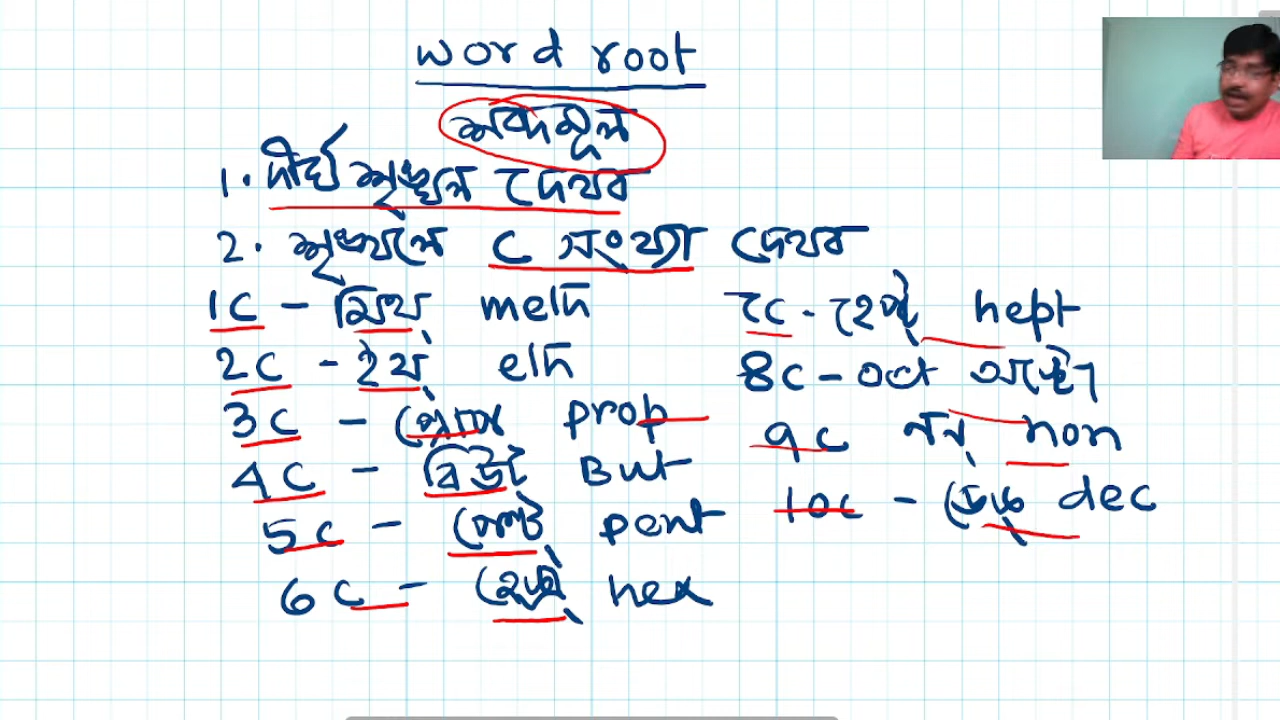 word root
শব্দমূল
1. দীর্ঘ শৃঙ্খল দেখব
2. শৃঙ্খলে C সংখ্যা দেখব
1C - মিথ্ meth
2C - ইথ্ eth
3C - প্রোপ prop
4C - বিউট But
5C - পেন্ট্ pent
6C - হেক্স্ hex
7C - হেপ্ট্ hept
8C - oct অক্টো
9C নন্ non
10C - ডেক্ dec